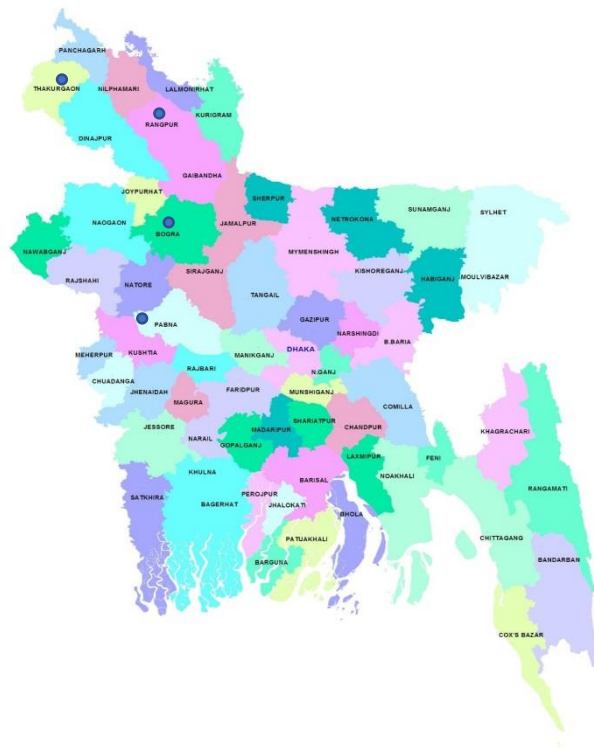 PANCHAGARH
THAKURGAON
NILPHAMARI
LALMONIRHAT
RANGPUR
KURIGRAM
DINAJPUR
GAIBANDHA
JOYPURHAT
SHERPUR
NETROKONA
SUNAMGANJ
SYLHET
NAOGAON
BOGRA
JAMALPUR
NAWABGANJ
MYMENSHINGH
RAJSHAHI
SIRAJGANJ
KISHOREGANJ
HABIGANJ
MOULVIBAZAR
NATORE
TANGAIL
GAZIPUR
PABNA
NARSHINGDI
B.BARIA
KUSHTIA
MEHERPUR
MANIKGANJ
DHAKA
RAJBARI
N.GANJ
CHUADANGA
JHENAIDAH
FARIDPUR
MUNSHIGANJ
COMILLA
MAGURA
SHARIATPUR
CHANDPUR
JESSORE
MADARIPUR
NARAIL
GOPALGANJ
KHAGRACHARI
LAXMIPUR
FENI
NOAKHALI
KHULNA
BARISAL
RANGAMATI
SATKHIRA
PEROJPUR
BAGERHAT
JHALOKATI
BHOLA
CHITTAGANG
PATUAKHALI
BARGUNA
BANDARBAN
COX'S BAZAR